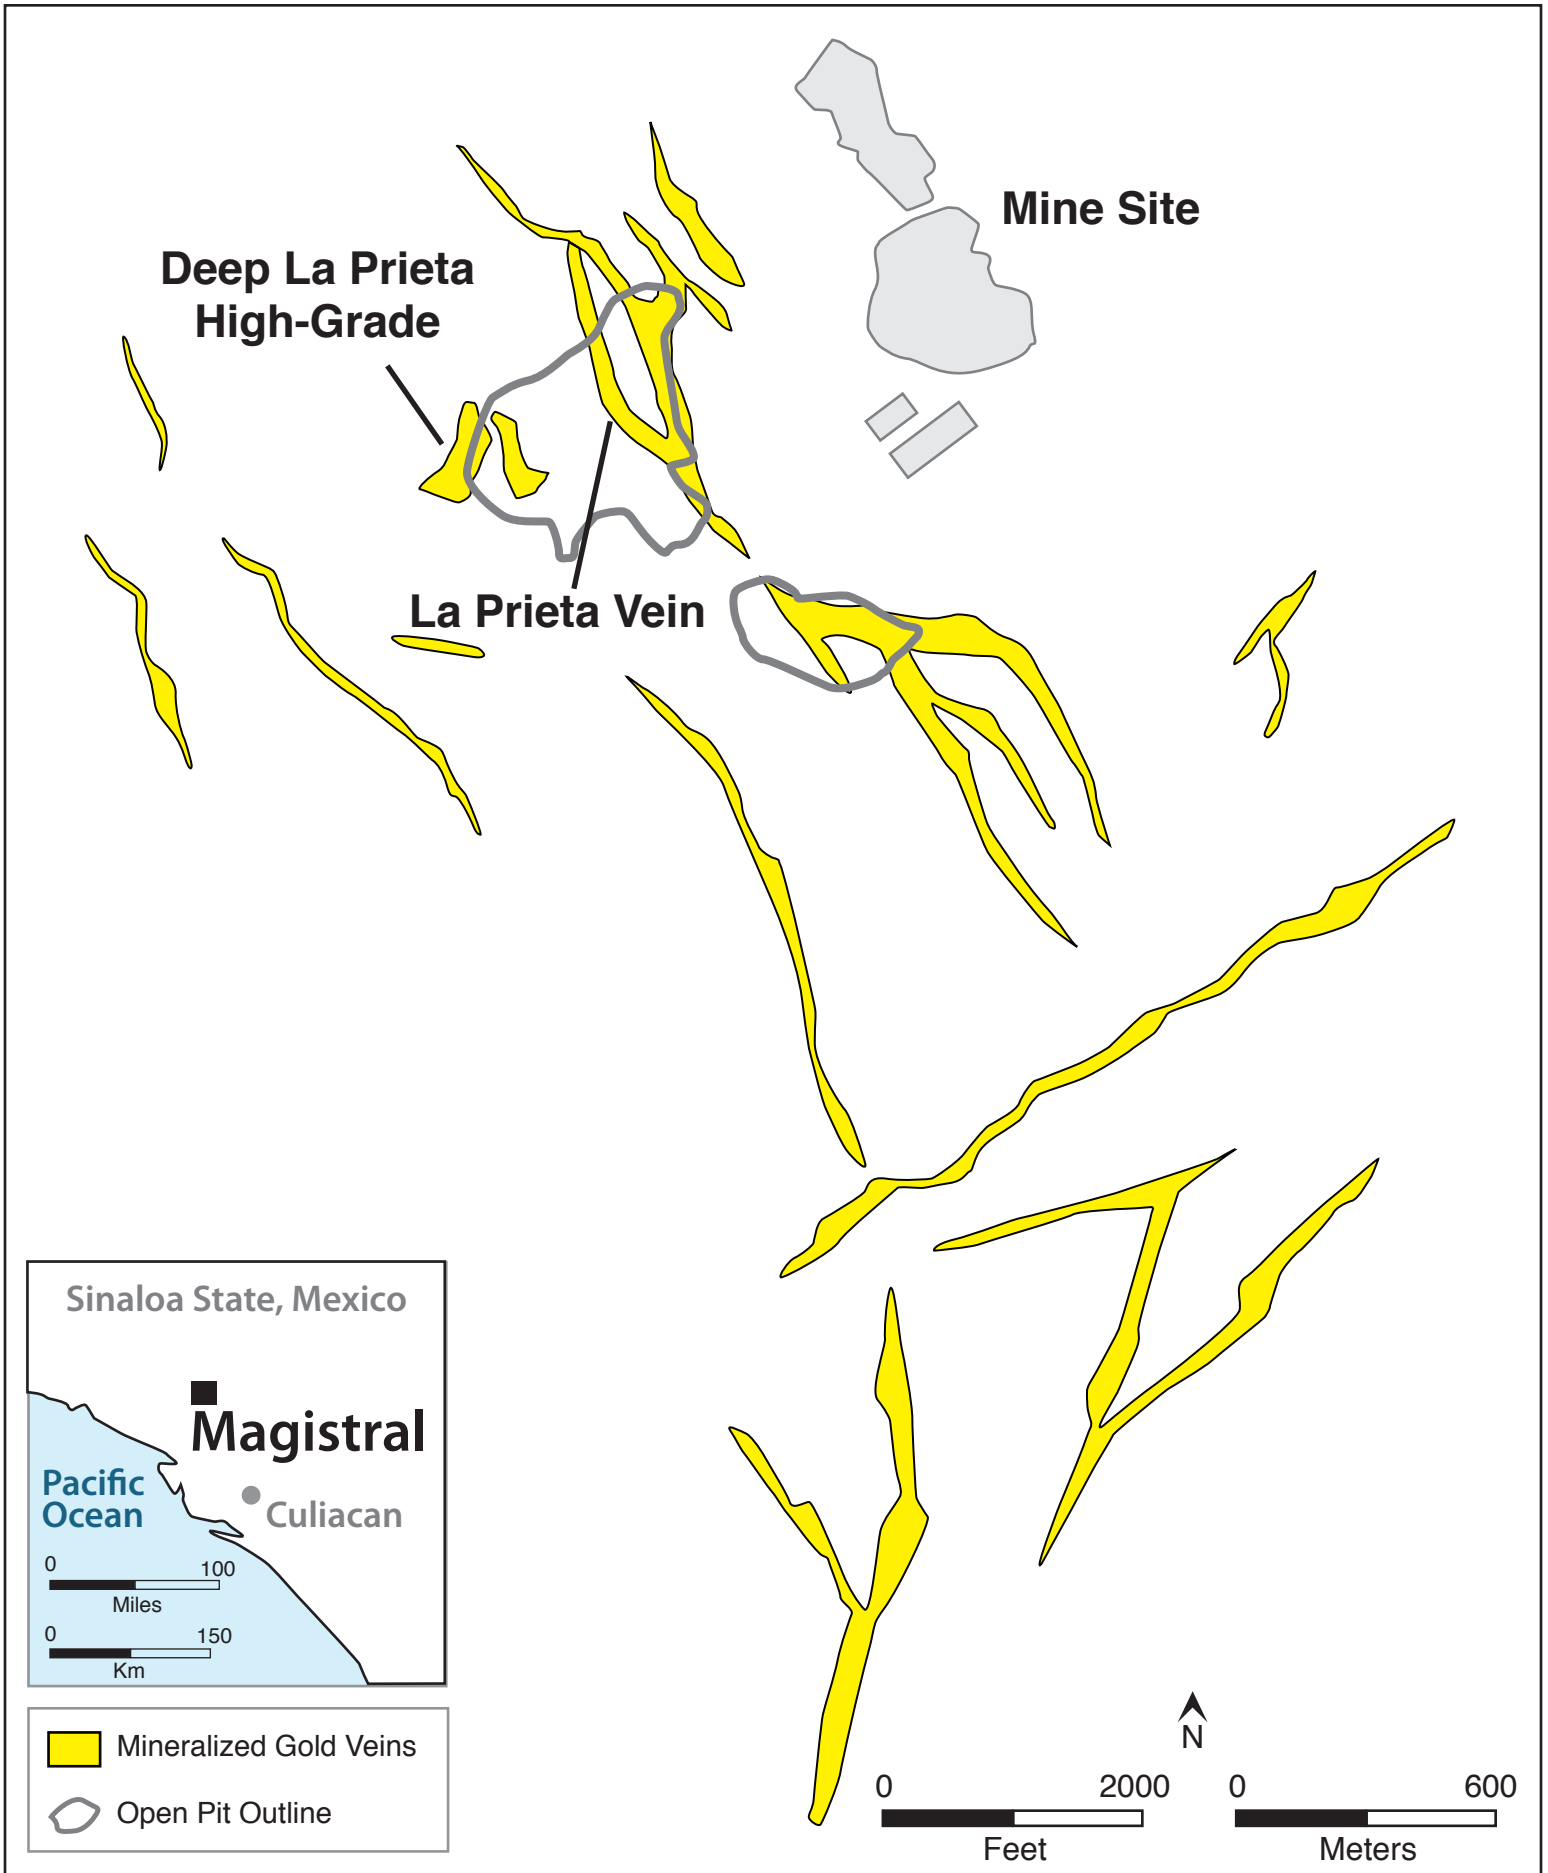 Mine Site
Deep La Prieta
High-Grade
La Prieta Vein
Sinaloa State, Mexico
Magistral
Pacific
Ocean
Culiacan
0 100
Miles
0 150
Km
Mineralized Gold Veins
Open Pit Outline
N
0 2000
Feet
0 600
Meters